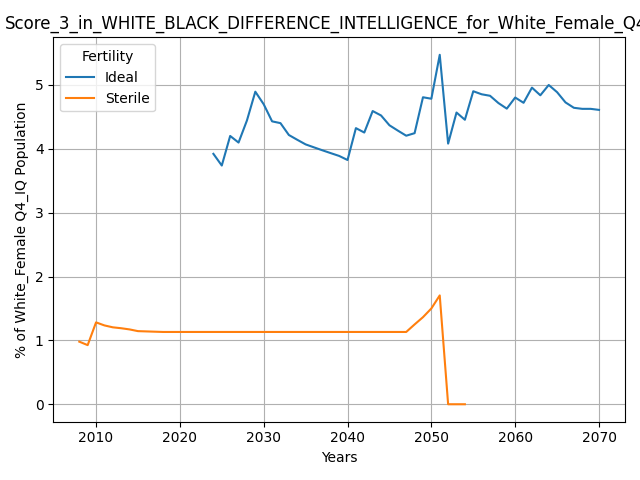 Score_3_in_WHITE_BLACK_DIFFERENCE_INTELLIGENCE_for_White_Female_Q4
Fertility
Ideal
Sterile
% of White_Female Q4_IQ Population
5
4
3
2
1
0
2010 2020 2030 2040 2050 2060 2070
Years